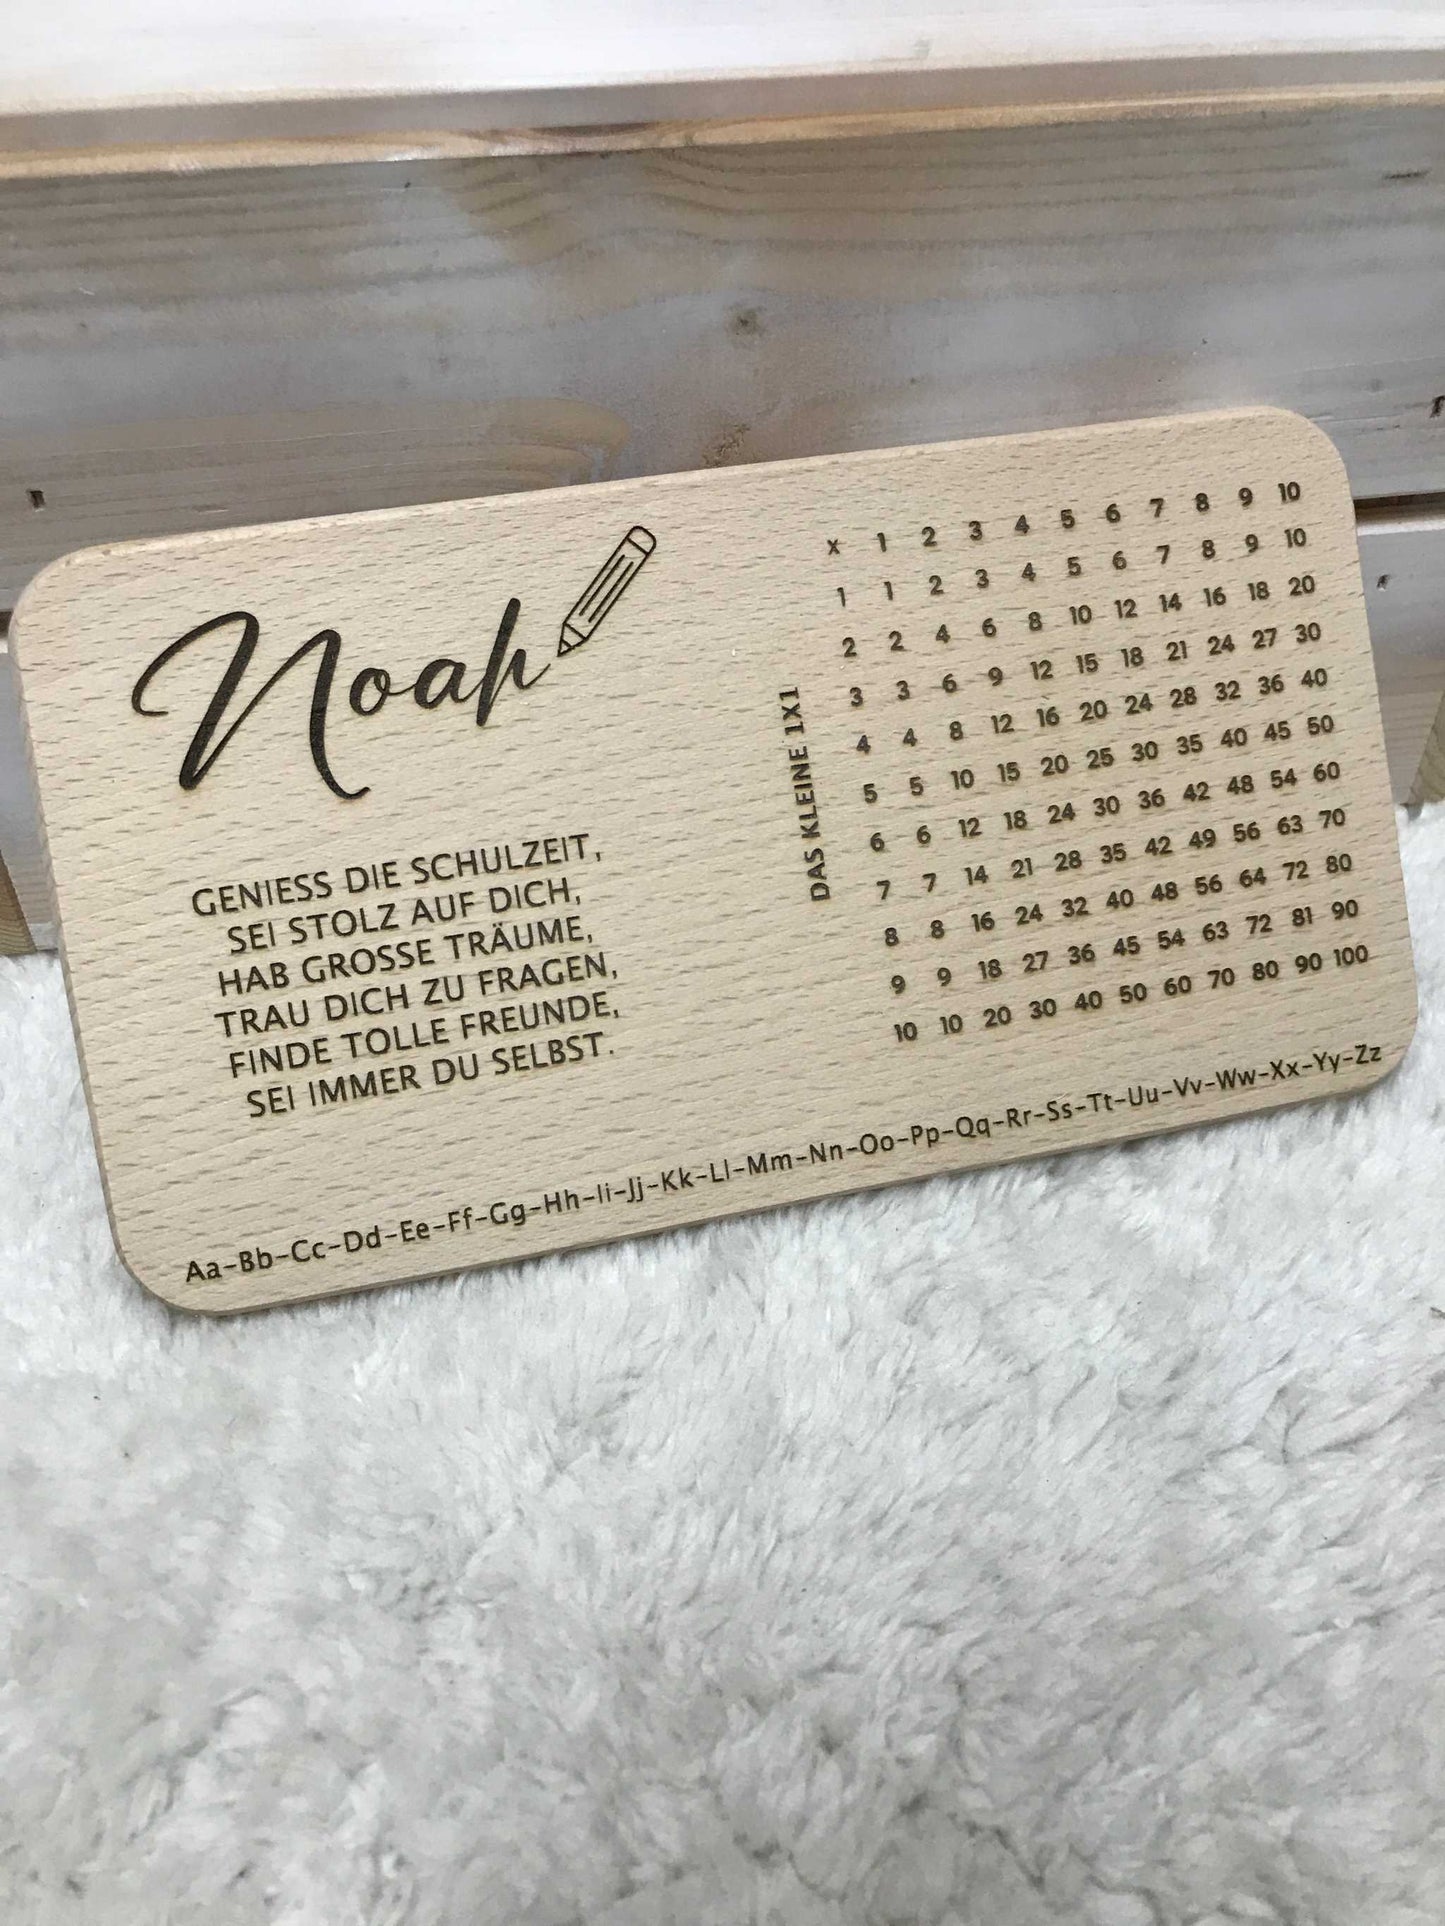 Noah
GENIESS DIE SCHULZEIT,
SEI STOLZ AUF DICH,
HAB GROSSE TRÄUME,
TRAU DICH ZU FRAGEN,
FINDE TOLLE FREUNDE,
SEI IMMER DU SELBST.
DAS KLEINE 1X1
x 1 2 3 4 5 6 7 8 9 10
1 1 2 3 4 5 6 7 8 9 10
2 2 4 6 8 10 12 14 16 18 20
3 3 6 9 12 15 18 21 24 27 30
4 4 8 12 16 20 24 28 32 36 40
5 5 10 15 20 25 30 35 40 45 50
6 6 12 18 24 30 36 42 48 54 60
7 7 14 21 28 35 42 49 56 63 70
8 8 16 24 32 40 48 56 64 72 80
9 9 18 27 36 45 54 63 72 81 90
10 10 20 30 40 50 60 70 80 90 100
Aa-Bb-Cc-Dd-Ee-Ff-Gg-Hh-Ii-Jj-Kk-Ll-Mm-Nn-Oo-Pp-Qq-Rr-Ss-Tt-Uu-Vv-Ww-Xx-Yy-Zz